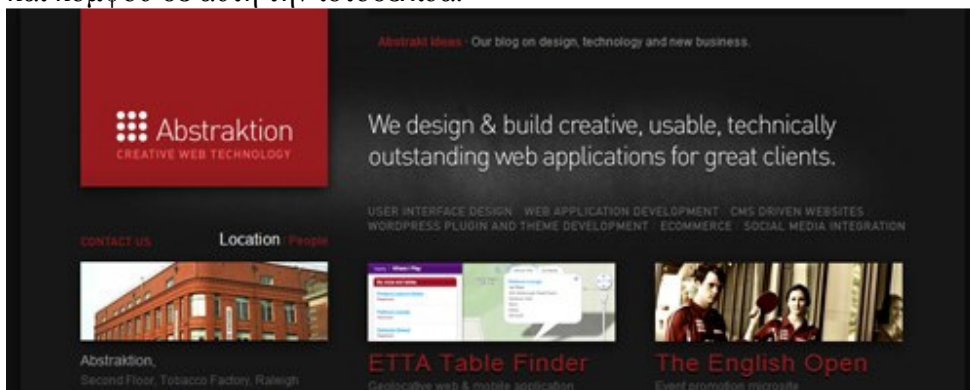 και κομψού σε αυτή την ιστοσελίδα.
Abstrakt Ideas · Our blog on design, technology and new business.
Abstraktion
CREATIVE WEB TECHNOLOGY
We design & build creative, usable, technically
outstanding web applications for great clients.
USER INTERFACE DESIGN WEB APPLICATION DEVELOPMENT CMS DRIVEN WEBSITES
WORDPRESS PLUGIN AND THEME DEVELOPMENT ECOMMERCE SOCIAL MEDIA INTEGRATION
CONTACT US Location People
Abstraktion,
Second Floor, Tobacco Factory, Raleigh
ETTA Table Finder
Geolocative web & mobile application
The English Open
Event promotion microsite